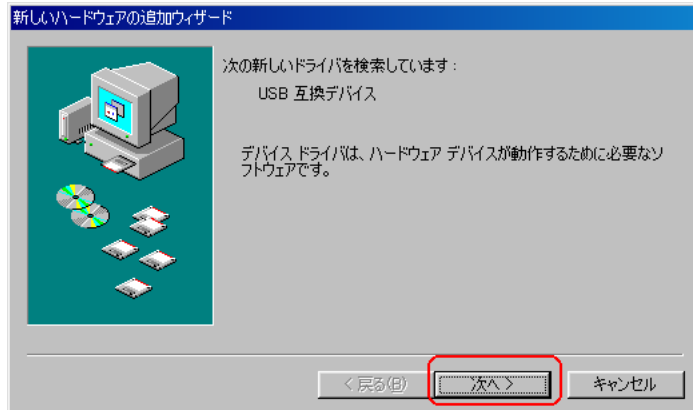 新しいハードウェアの追加ウィザード
次の新しいドライバを検索しています：
USB 互換デバイス
デバイス ドライバは、ハードウェア デバイスが動作するために必要なソ
フトウェアです。
< 戻る(B)
次へ >
キャンセル